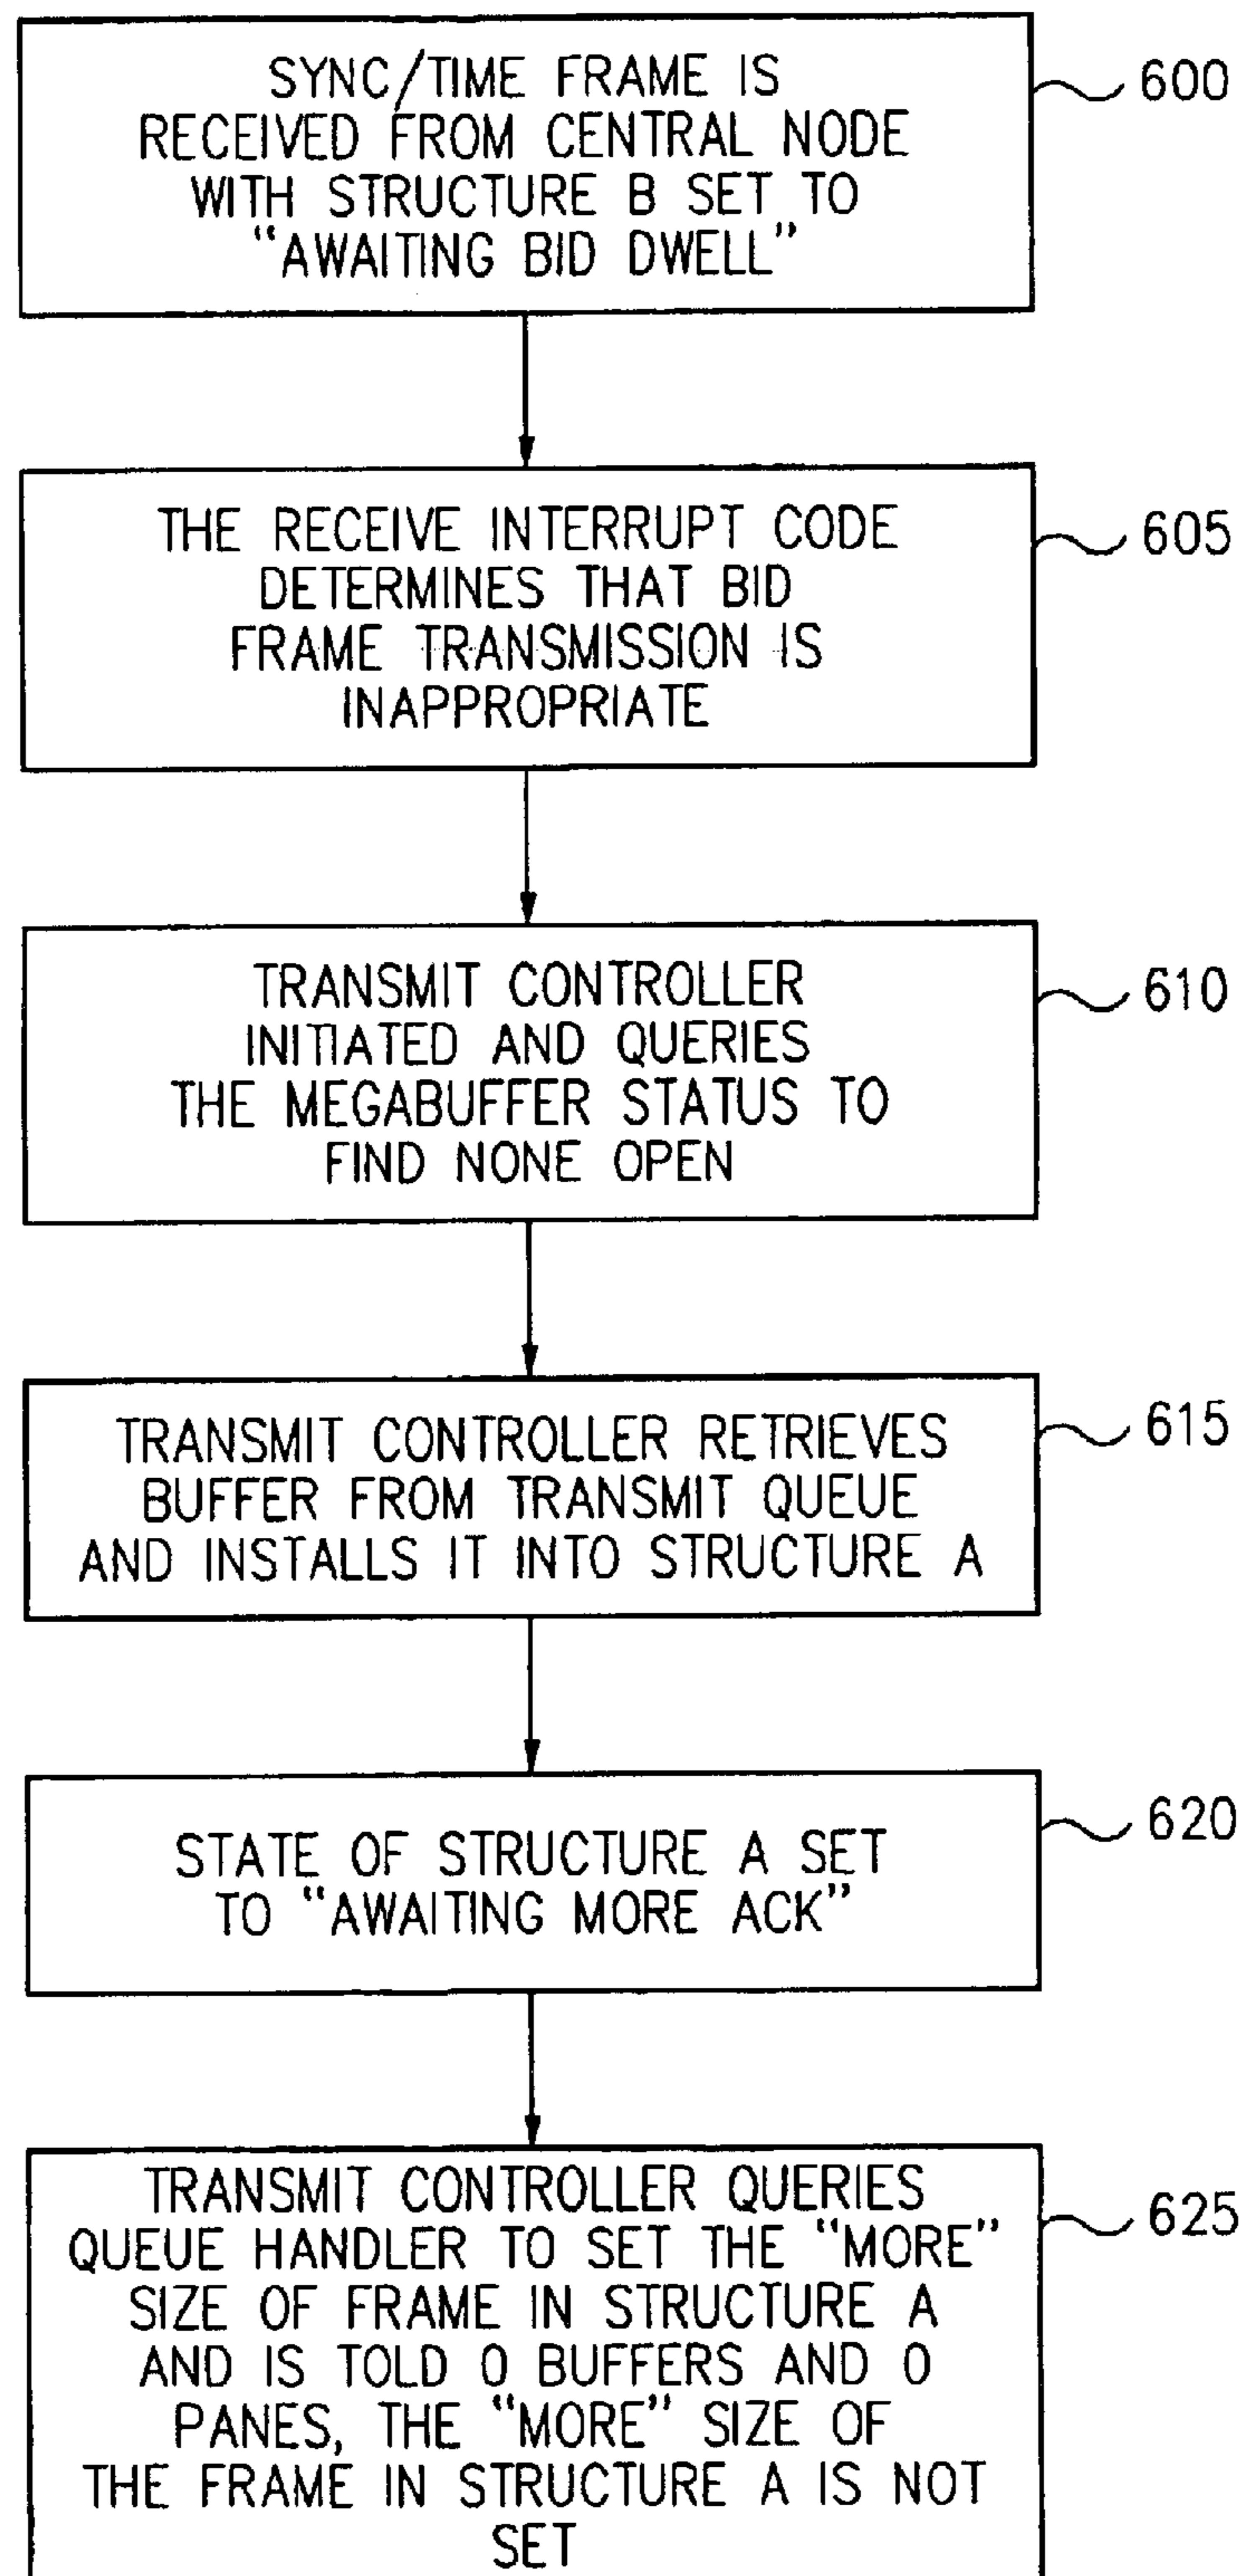 SYNC/TIME FRAME IS
RECEIVED FROM CENTRAL NODE
WITH STRUCTURE B SET TO
“AWAITING BID DWELL”
600
THE RECEIVE INTERRUPT CODE
DETERMINES THAT BID
FRAME TRANSMISSION IS
INAPPROPRIATE
605
TRANSMIT CONTROLLER
INITIATED AND QUERIES
THE MEGABUFFER STATUS TO
FIND NONE OPEN
610
TRANSMIT CONTROLLER RETRIEVES
BUFFER FROM TRANSMIT QUEUE
AND INSTALLS IT INTO STRUCTURE A
615
STATE OF STRUCTURE A SET
TO “AWAITING MORE ACK”
620
TRANSMIT CONTROLLER QUERIES
QUEUE HANDLER TO SET THE “MORE”
SIZE OF FRAME IN STRUCTURE A
AND IS TOLD 0 BUFFERS AND 0
PANES, THE “MORE” SIZE OF
THE FRAME IN STRUCTURE A IS NOT
SET
625